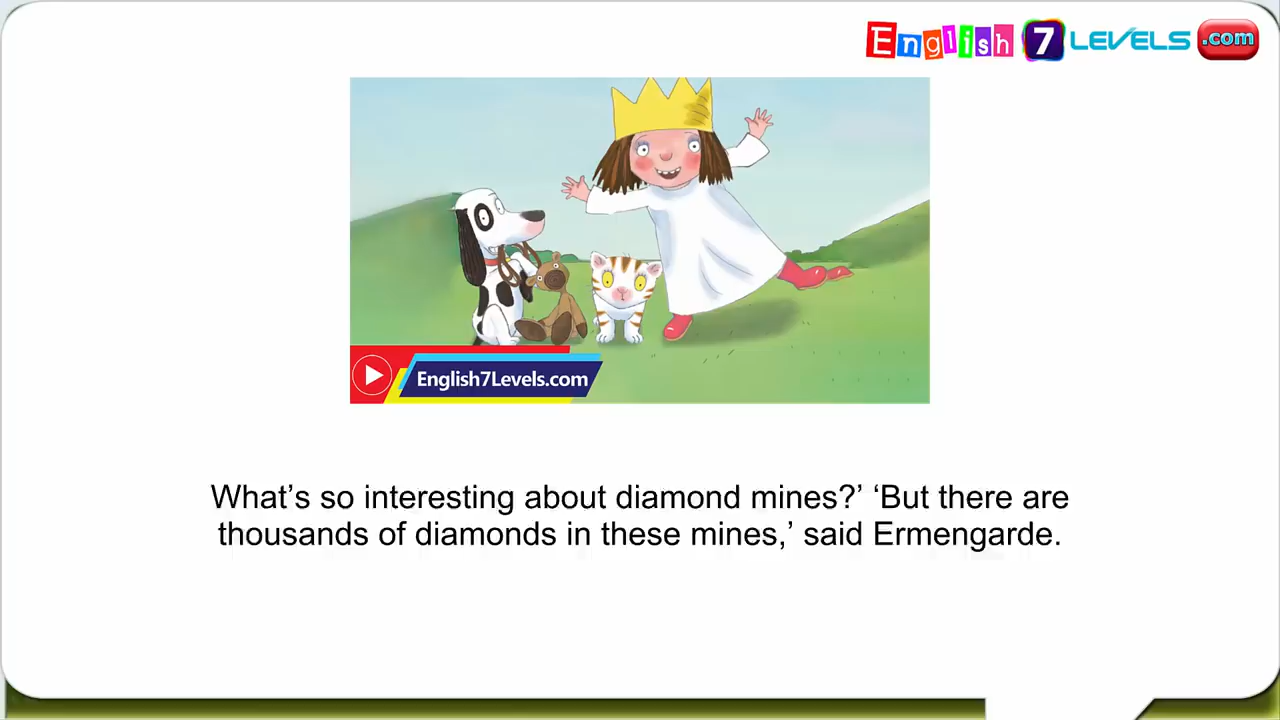 English 7 LEVELS .com
English7Levels.com
What’s so interesting about diamond mines?’ ‘But there are
thousands of diamonds in these mines,’ said Ermengarde.